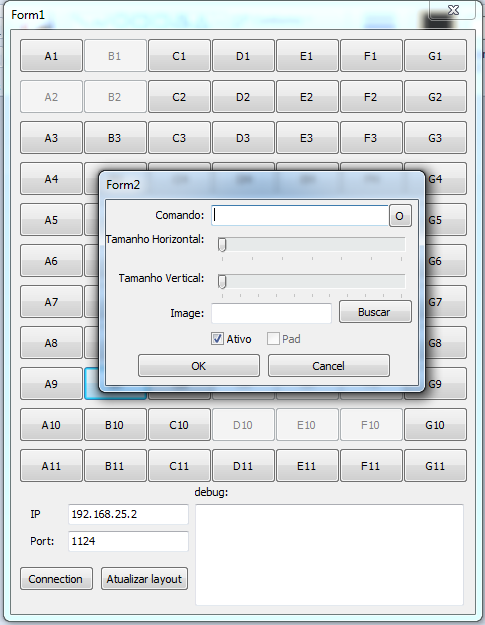 Form1
A1 B1 C1 D1 E1 F1 G1
A2 B2 C2 D2 E2 F2 G2
A3 B3 C3 D3 E3 F3 G3
A4 G4
Form2
A5 Comando: O G5
Tamanho Horizontal:
A6 G6
Tamanho Vertical:
A7 Image: Buscar G7
A8 Ativo Pad G8
OK Cancel
A9 G9
A10 B10 C10 D10 E10 F10 G10
A11 B11 C11 D11 E11 F11 G11
debug:
IP 192.168.25.2
Port: 1124
Connection Atualizar layout